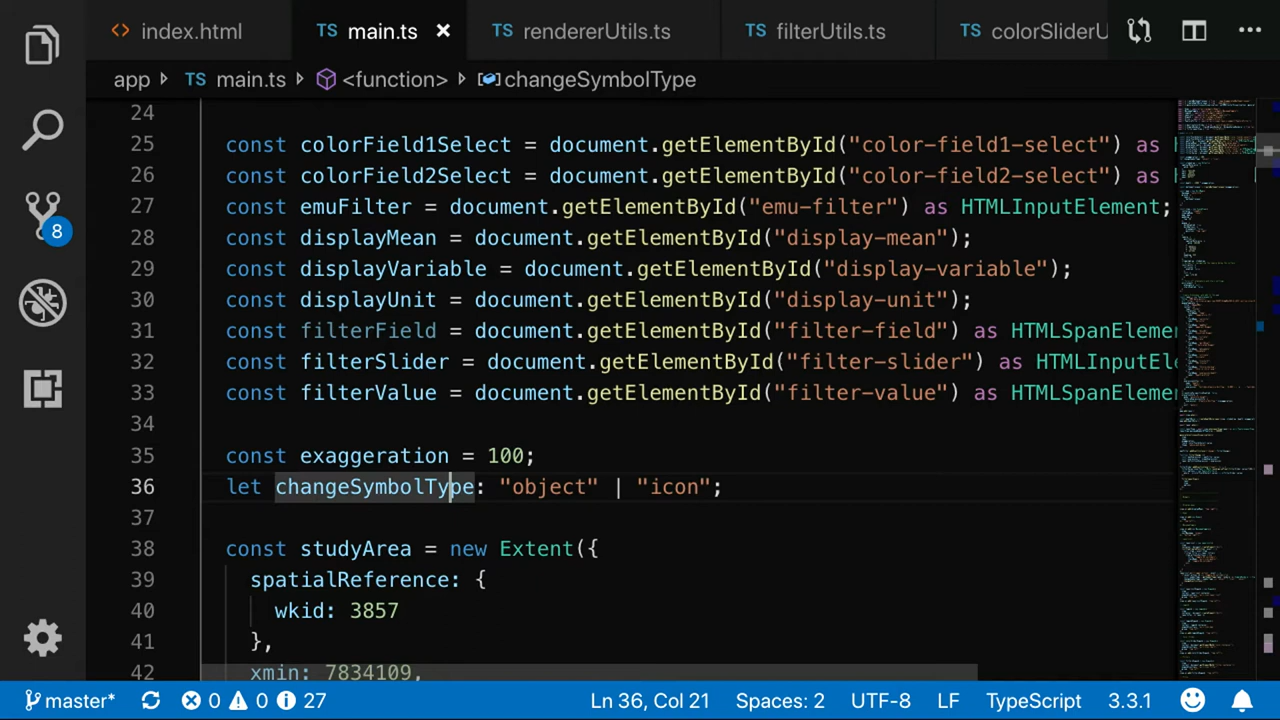 index.html
main.ts
TS rendererUtils.ts
TS filterUtils.ts
TS colorSliderU
app TS main.ts <function> changeSymbolType
24
25 const colorField1Select = document.getElementById("color-field1-select") as H
26 const colorField2Select = document.getElementById("color-field2-select") as H
27 const emuFilter = document.getElementById("emu-filter") as HTMLInputElement;
28 const displayMean = document.getElementById("display-mean");
29 const displayVariable = document.getElementById("display-variable");
30 const displayUnit = document.getElementById("display-unit");
31 const filterField = document.getElementById("filter-field") as HTMLSpanElemen
32 const filterSlider = document.getElementById("filter-slider") as HTMLInputEl
33 const filterValue = document.getElementById("filter-value") as HTMLSpanElemen
34
35 const exaggeration = 100;
36 let changeSymbolType: "object" | "icon";
37
38 const studyArea = new Extent({
39 spatialReference: {
40 wkid: 3857
41 },
42 xmin: 7834109,
8
master* 0 0 27 Ln 36, Col 21 Spaces: 2 UTF-8 LF TypeScript 3.3.1